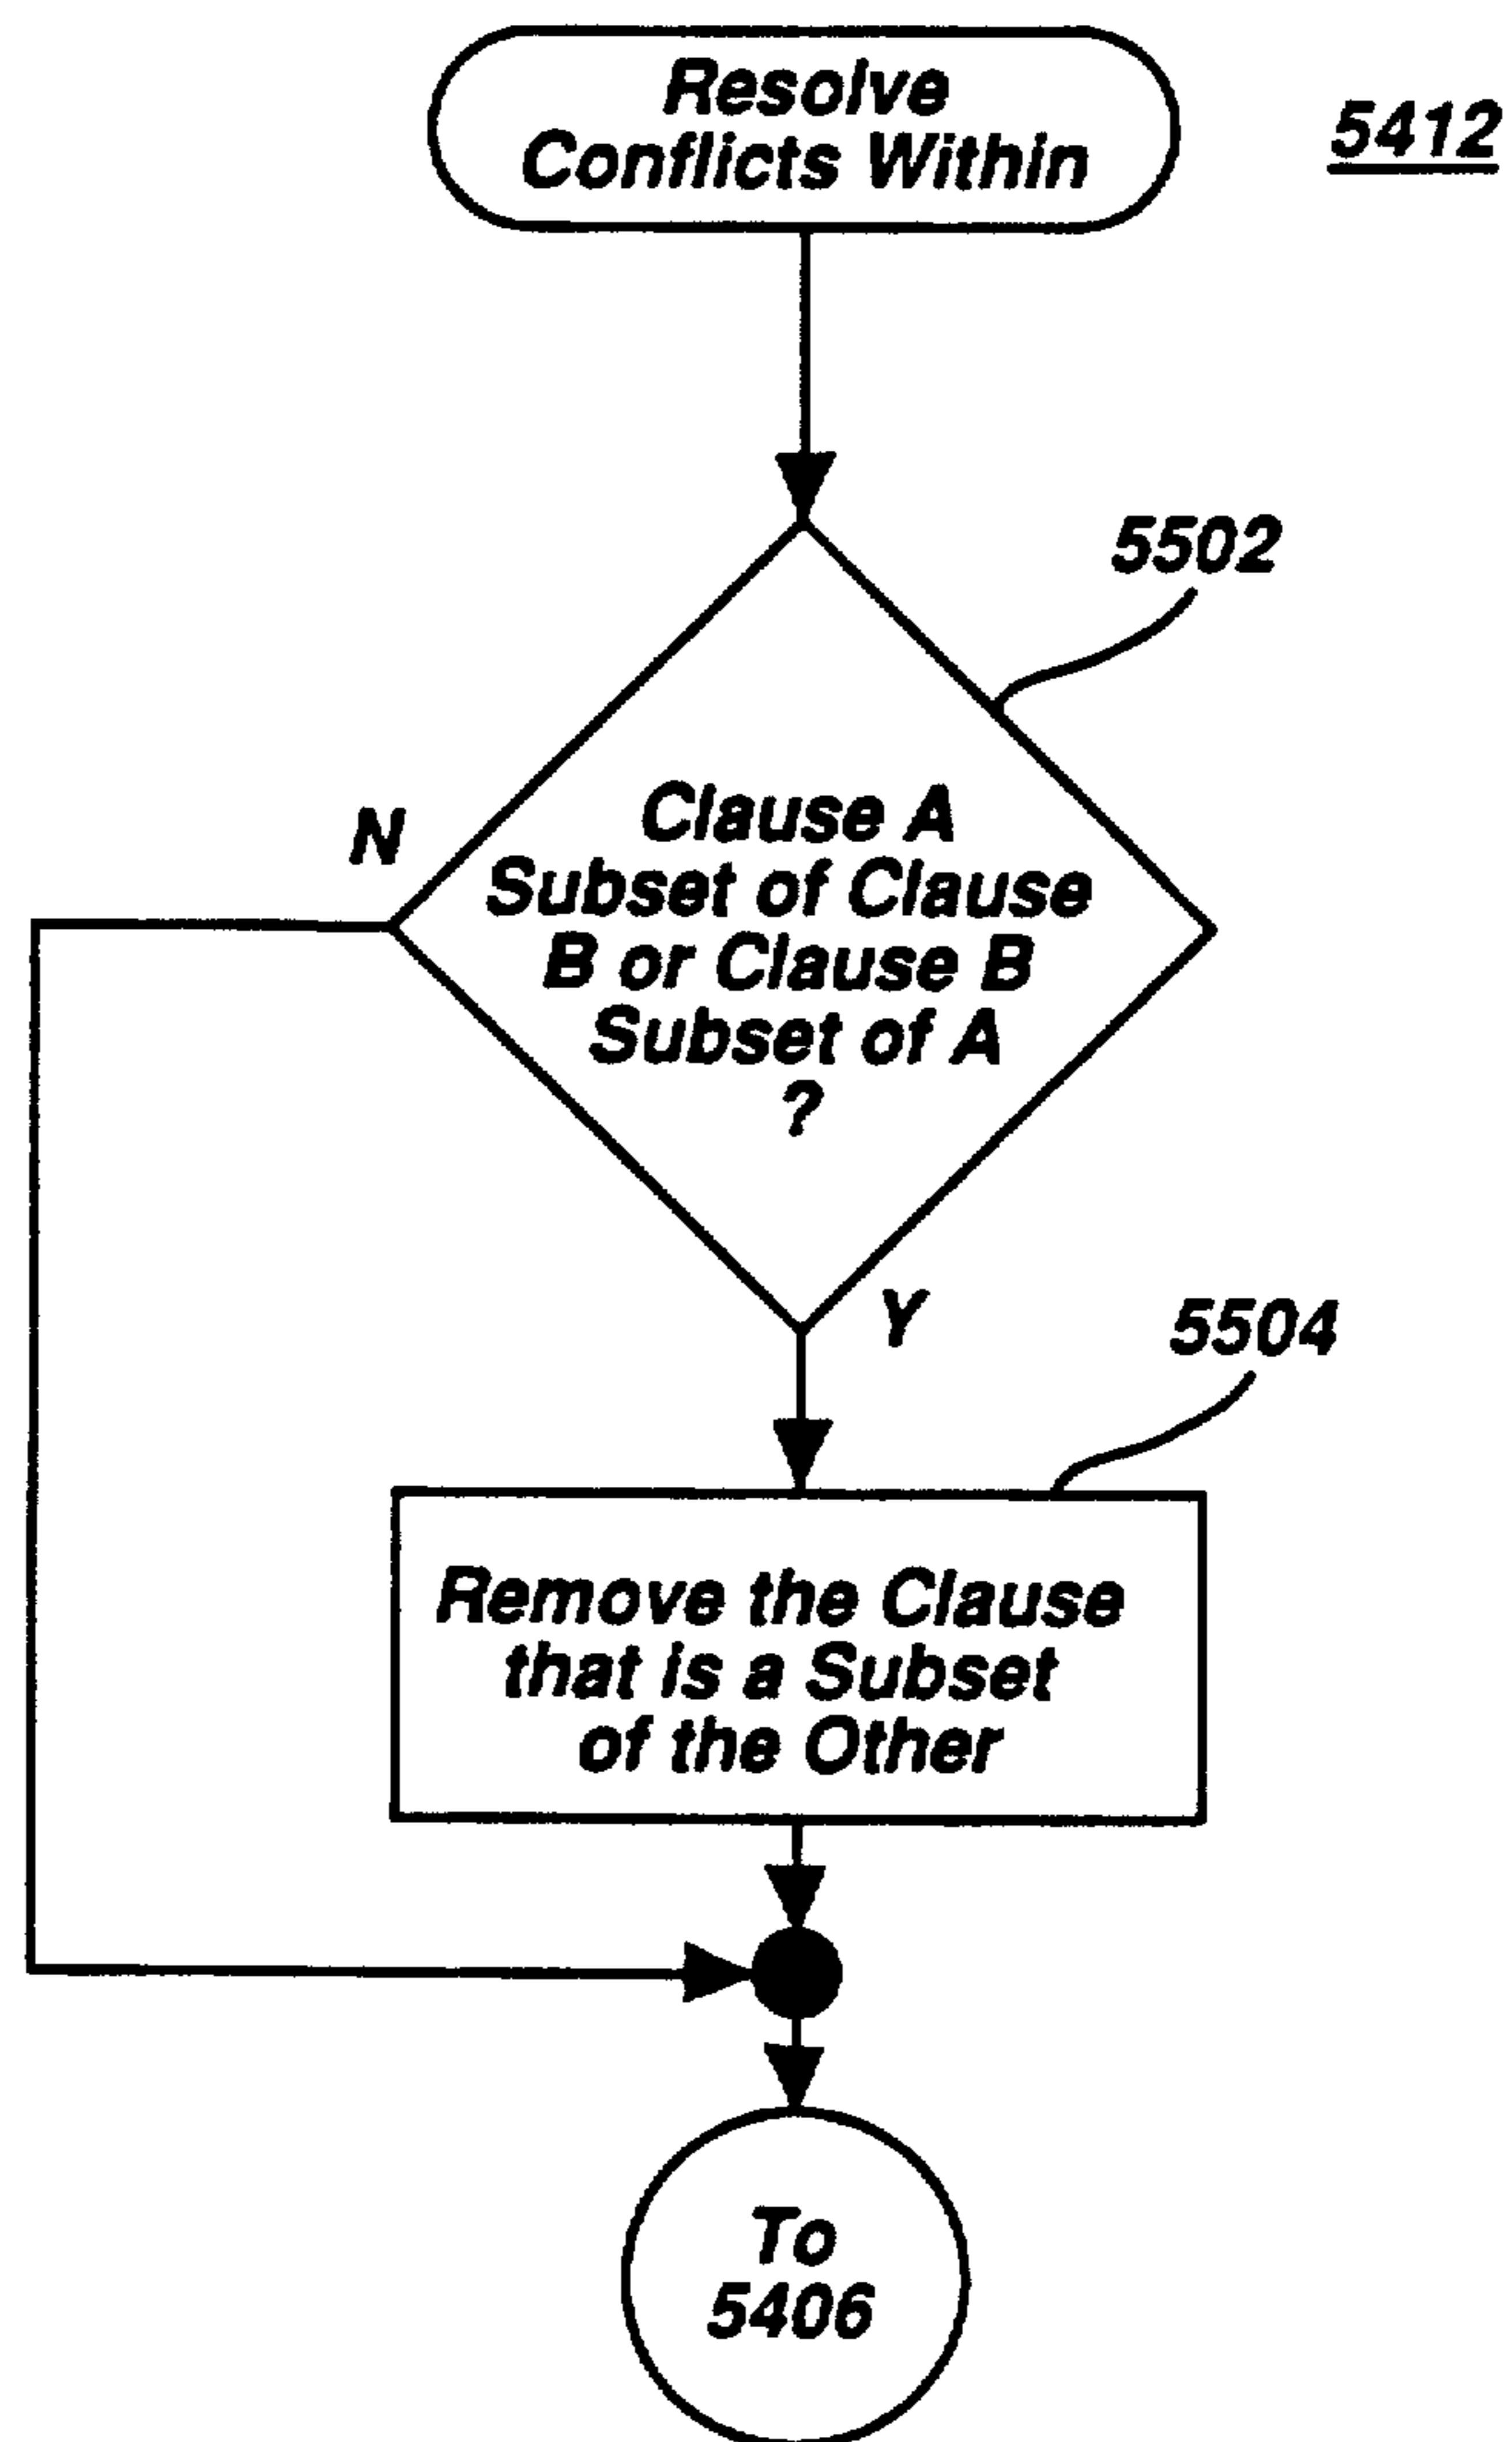 Resolve
Conflicts Within
5412
5502
Clause A
Subset of Clause
B or Clause B
Subset of A
?
N
Y
5504
Remove the Clause
that is a Subset
of the Other
To
5406